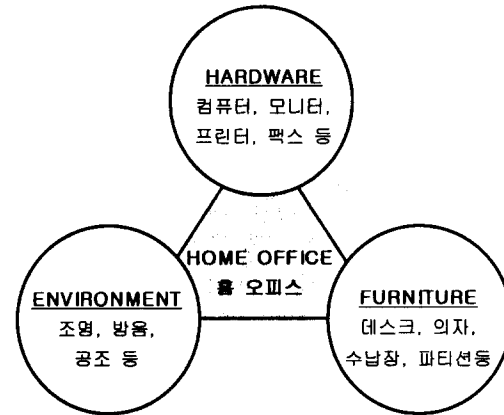 HARDWARE
컴퓨터, 모니터,
프린터, 팩스 등
HOME OFFICE
홈 오피스
ENVIRONMENT
조명, 방음,
공조 등
FURNITURE
데스크, 의자,
수납장, 파티션등